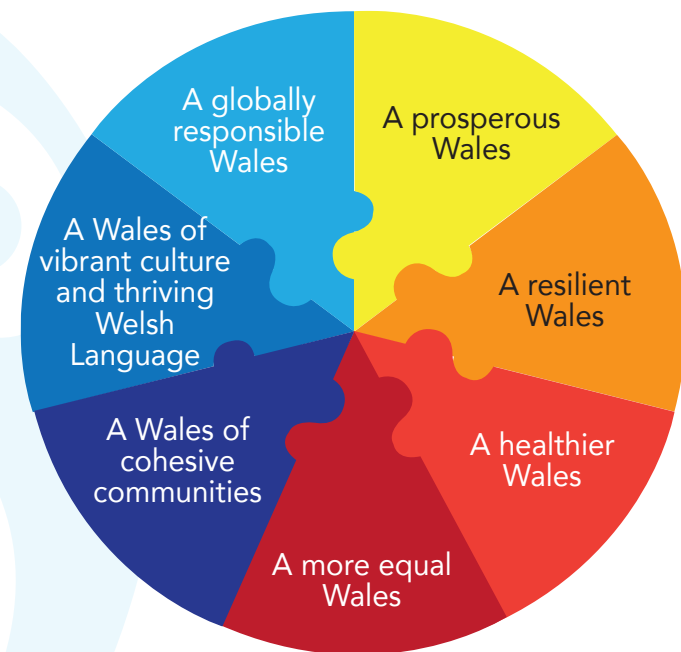 A globally
responsible
Wales
A prosperous
Wales
A resilient
Wales
A healthier
Wales
A more equal
Wales
A Wales of
cohesive
communities
A Wales of
vibrant culture
and thriving
Welsh
Language